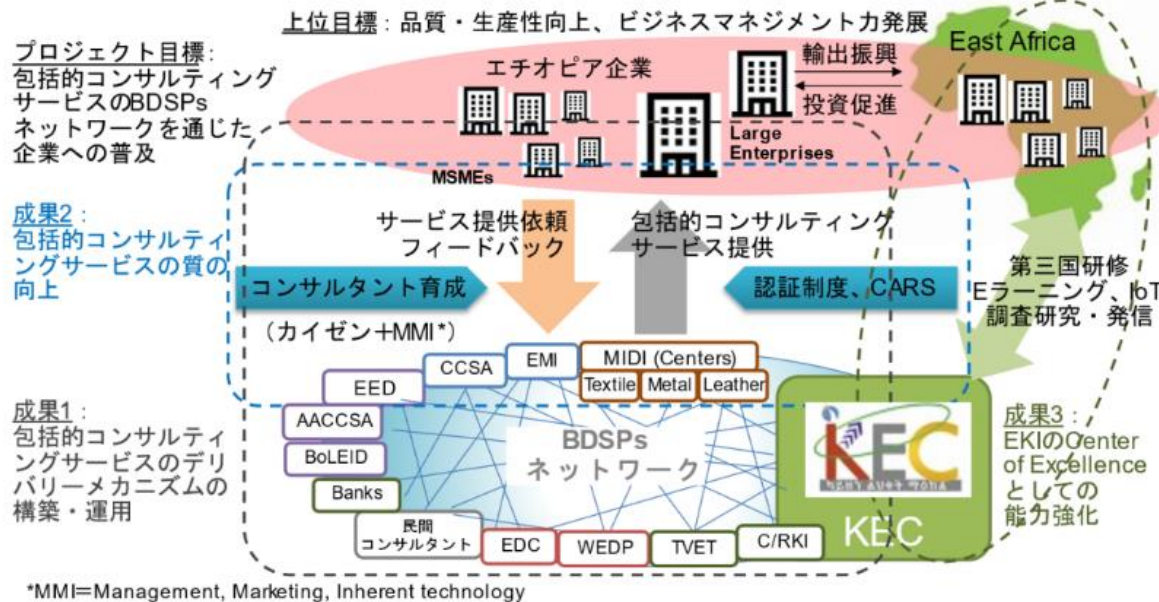 上位目標：品質・生産性向上、ビジネスマネジメント力発展
プロジェクト目標：
包括的コンサルティング
サービスのBDSPs
ネットワークを通じた
企業への普及
エチオピア企業
輸出振興
投資促進
East Africa
Large
Enterprises
MSMEs
成果2：
包括的コンサルティ
ングサービスの質の
向上
サービス提供依頼
フィードバック
包括的コンサルティング
サービス提供
コンサルタント育成
（カイゼン＋MMI*）
認証制度、CARS
第三国研修
Eラーニング、IoT
調査研究・発信
成果1：
包括的コンサルティ
ングサービスのデリ
バリーメカニズムの
構築・運用
EED
CCSA
EMI
MIDI (Centers)
Textile
Metal
Leather
AACCSA
BoLEID
Banks
民間
コンサルタント
EDC
WEDP
TVET
C/RKI
BDSPs
ネットワーク
KEC
KEC
成果3：
EKIのCenter
of Excellence
としての
能力強化
*MMI＝Management, Marketing, Inherent technology